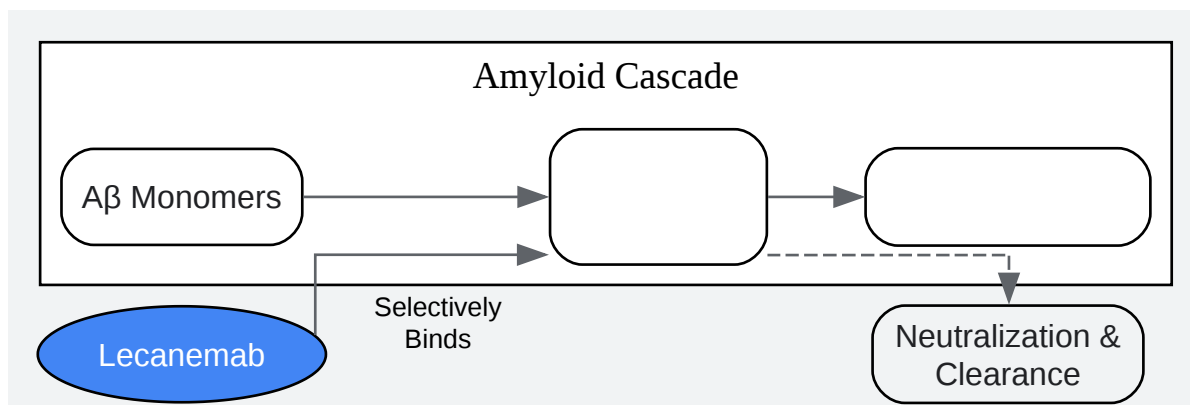 Amyloid Cascade
Aβ Monomers
Selectively
Binds
Lecanemab
Neutralization &
Clearance